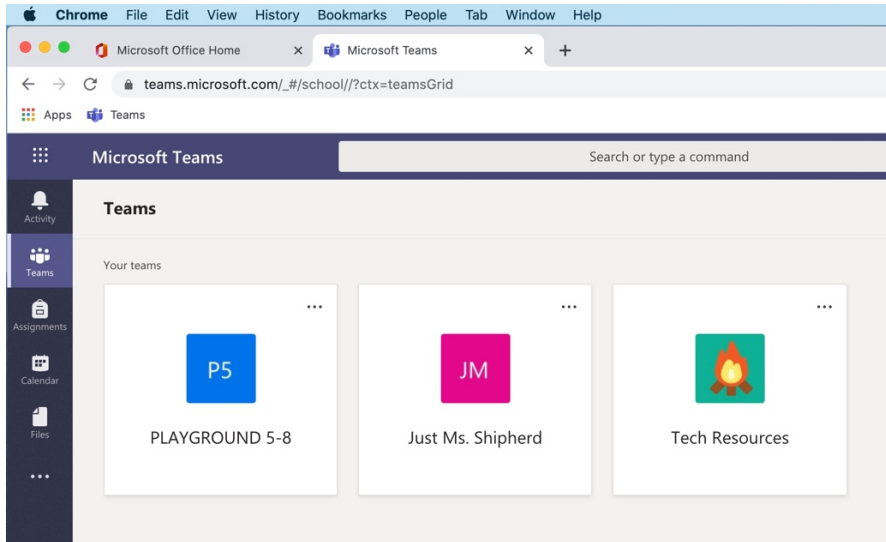 Chrome File Edit View History Bookmarks People Tab Window Help
Microsoft Office Home Microsoft Teams
teams.microsoft.com/_#/school//?ctx=teamsGrid
Apps Teams
Microsoft Teams Search or type a command
Activity
Teams
Teams
Your teams
Assignments
Calendar
Files
P5
PLAYGROUND 5-8
JM
Just Ms. Shipherd
Tech Resources